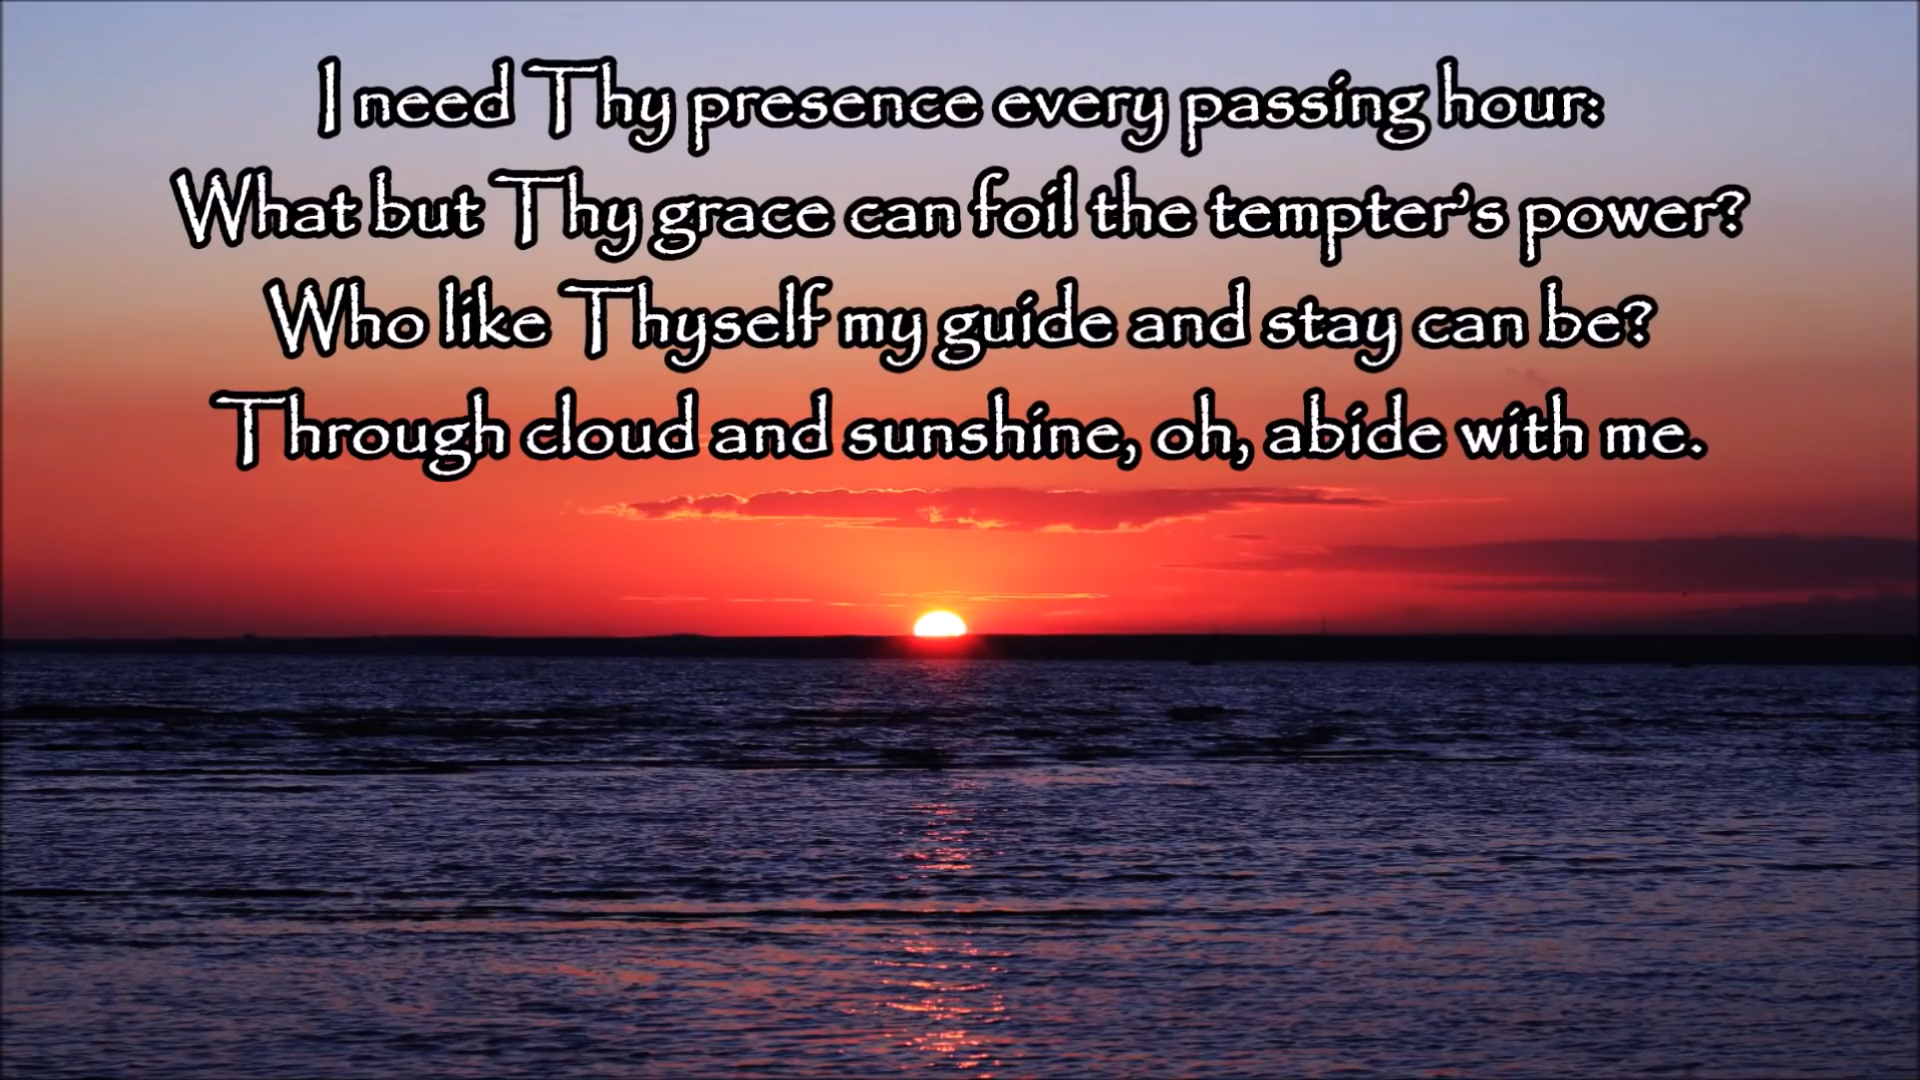 I need Thy presence every passing hour:
What but Thy grace can foil the tempter's power?
Who like Thyself my guide and stay can be?
Through cloud and sunshine, oh, abide with me.